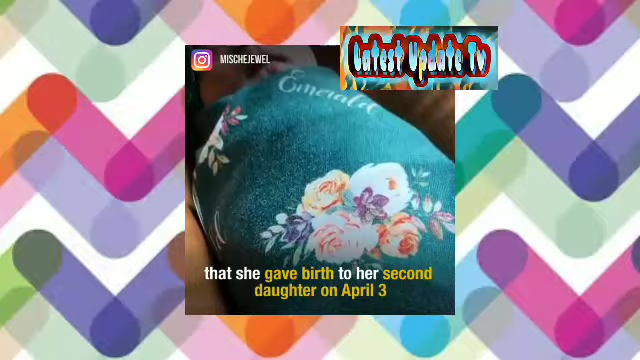 MISCHEJEWEL
Latest Update Tv
Emerald
that she gave birth to her second
daughter on April 3